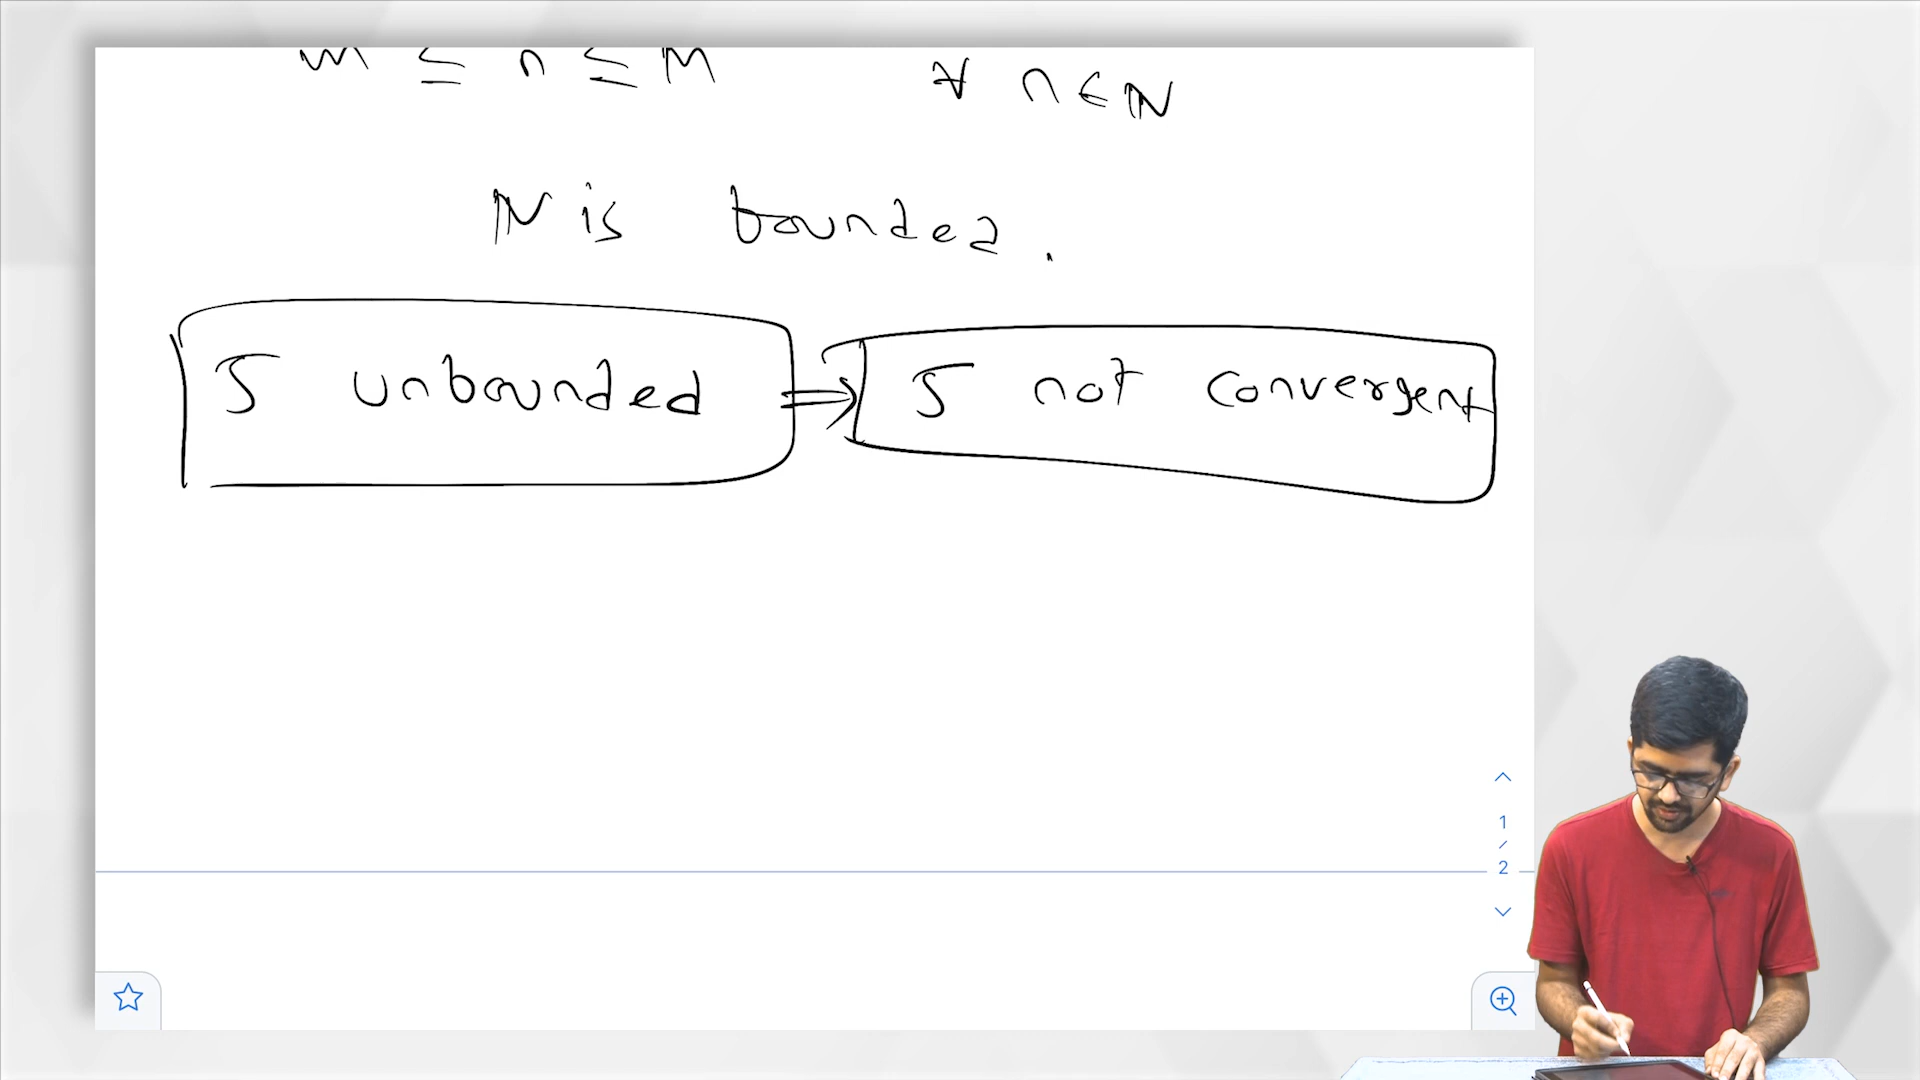 m ≤ n ≤ M ∀ n ∈ ℕ
ℕ is bounded.
S unbounded ⇒ S not convergent
1
/
2